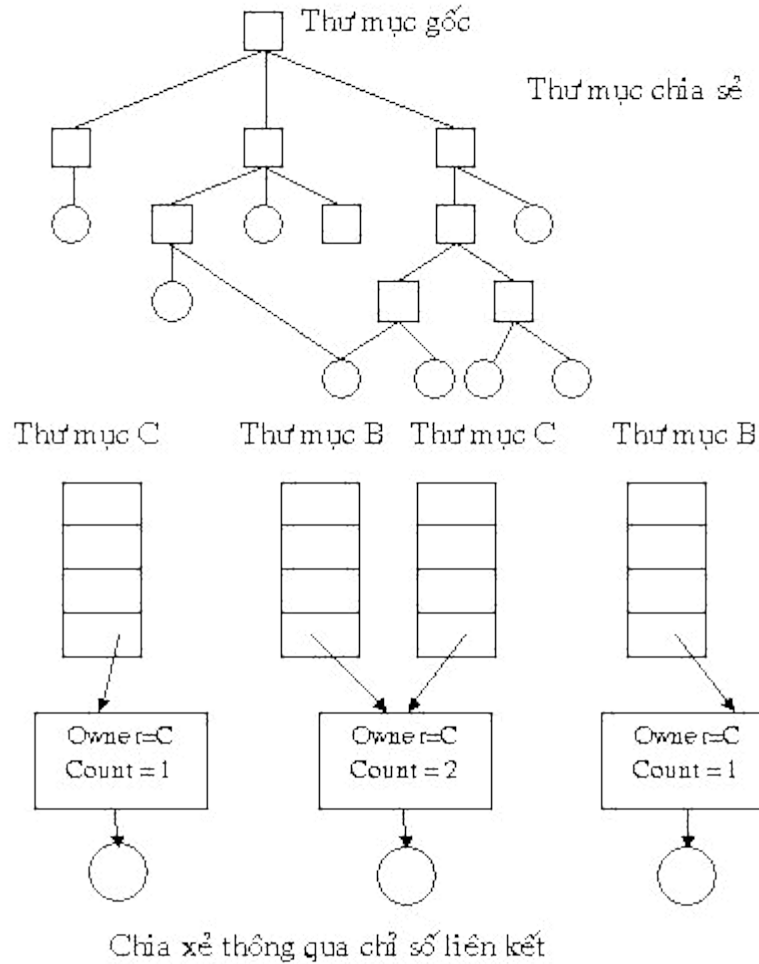 Thư mục gốc
Thư mục chia sẻ
Thư mục C
Thư mục B
Thư mục C
Thư mục B
Owner=C
Count = 1
Owner=C
Count = 2
Owner=C
Count = 1
Chia xẻ thông qua chỉ số liên kết